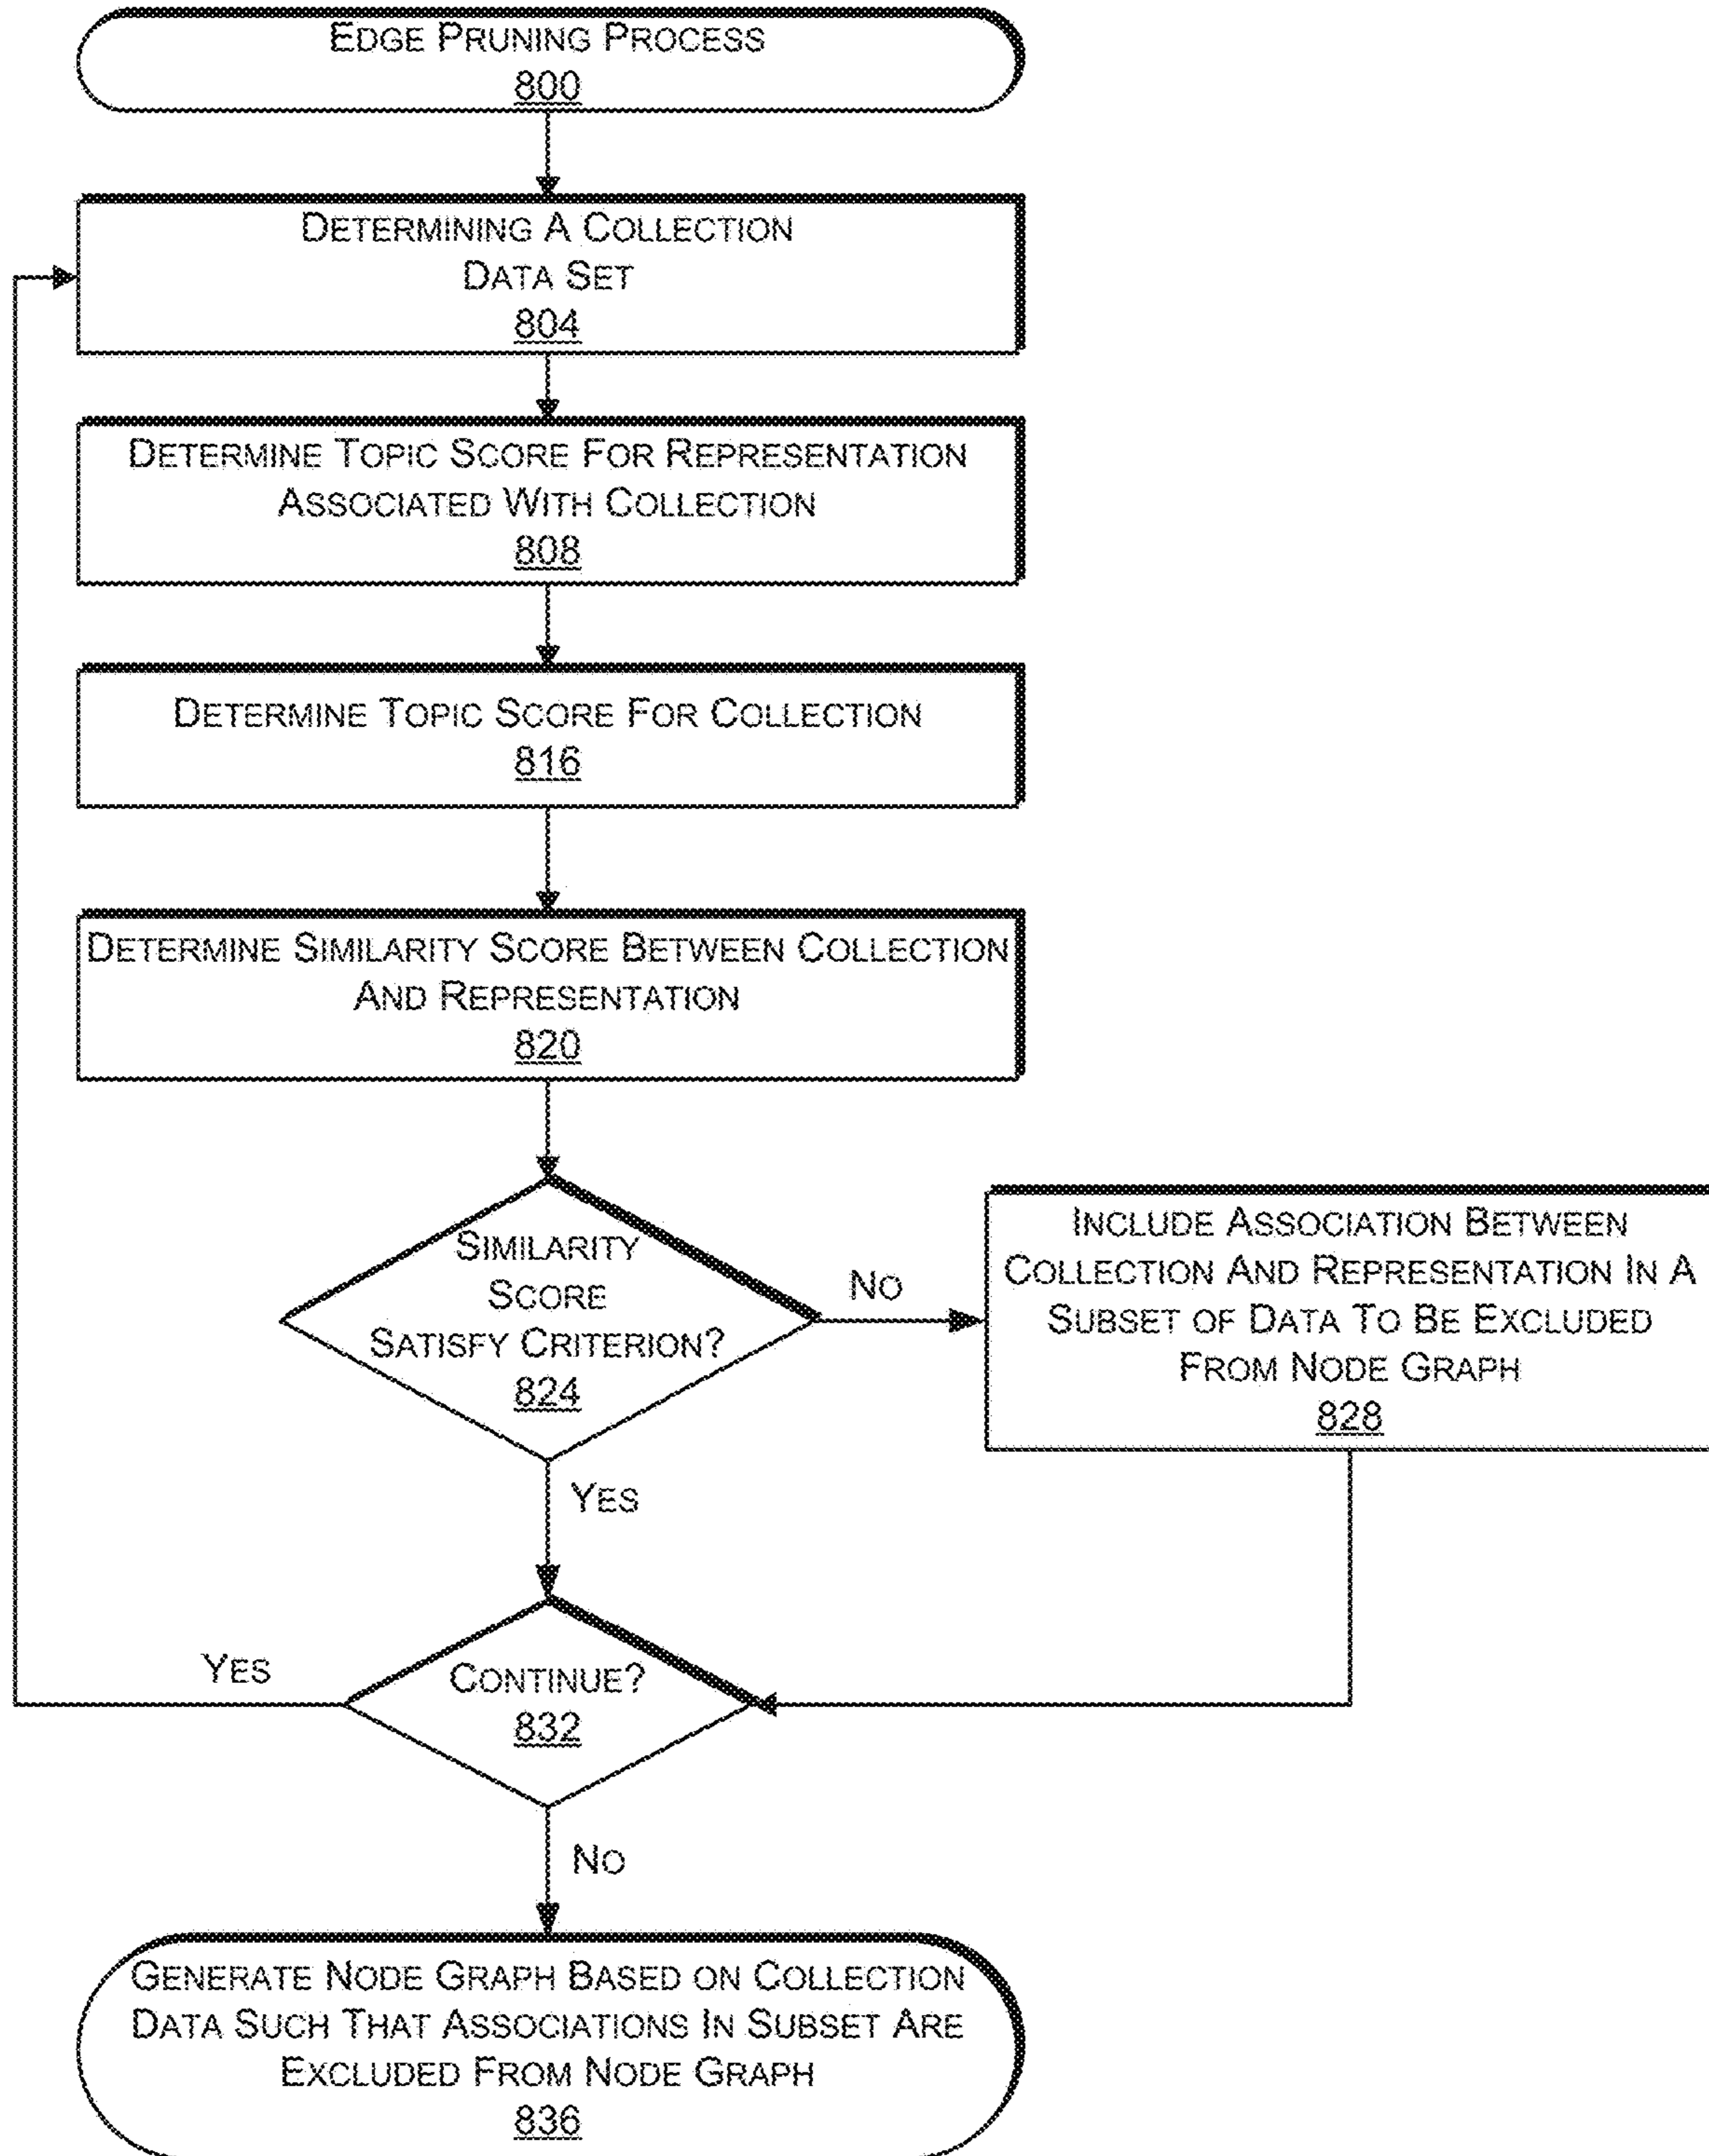 EDGE PRUNING PROCESS
800
DETERMINING A COLLECTION
DATA SET
804
DETERMINE TOPIC SCORE FOR REPRESENTATION
ASSOCIATED WITH COLLECTION
808
DETERMINE TOPIC SCORE FOR COLLECTION
816
DETERMINE SIMILARITY SCORE BETWEEN COLLECTION
AND REPRESENTATION
820
SIMILARITY
SCORE
SATISFY CRITERION?
824
NO
INCLUDE ASSOCIATION BETWEEN
COLLECTION AND REPRESENTATION IN A
SUBSET OF DATA TO BE EXCLUDED
FROM NODE GRAPH
828
YES
YES
CONTINUE?
832
NO
GENERATE NODE GRAPH BASED ON COLLECTION
DATA SUCH THAT ASSOCIATIONS IN SUBSET ARE
EXCLUDED FROM NODE GRAPH
836